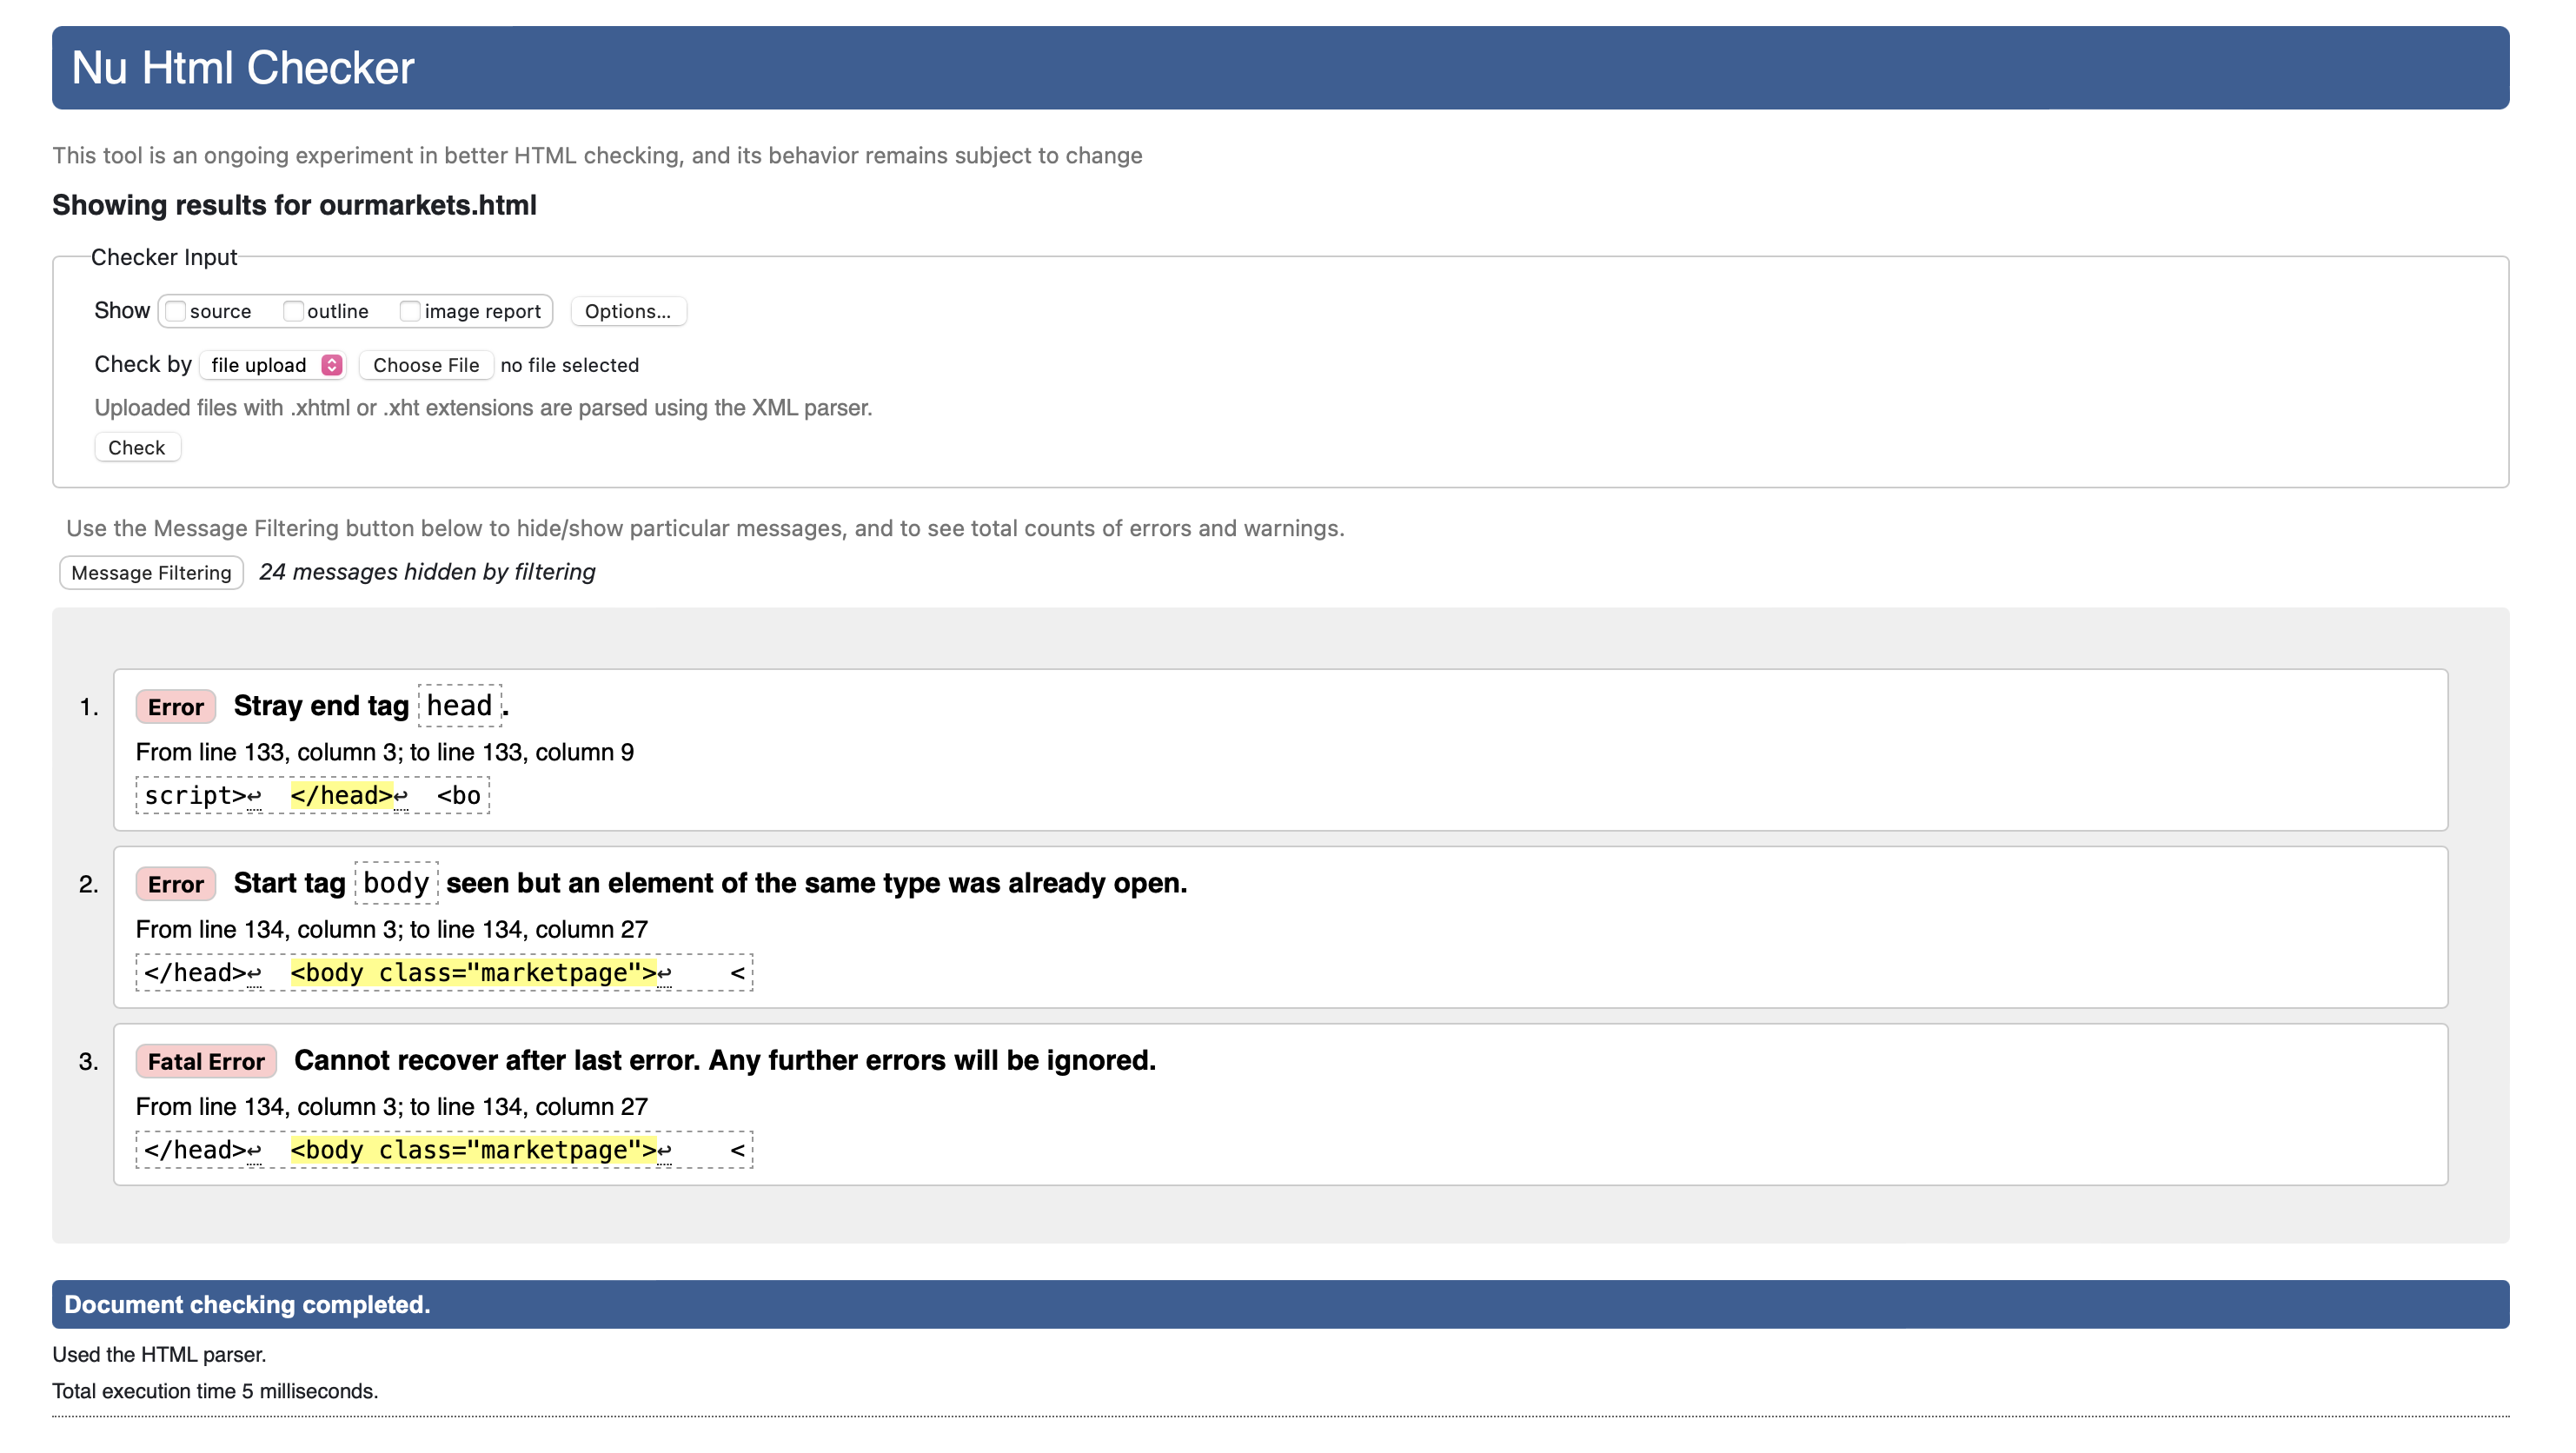 Nu Html Checker
This tool is an ongoing experiment in better HTML checking, and its behavior remains subject to change
Showing results for ourmarkets.html
Checker Input
Show source outline image report Options...
Check by file upload Choose File no file selected
Uploaded files with .xhtml or .xht extensions are parsed using the XML parser.
Check
Use the Message Filtering button below to hide/show particular messages, and to see total counts of errors and warnings.
Message Filtering 24 messages hidden by filtering
1. Error Stray end tag head.
From line 133, column 3; to line 133, column 9
script>↩ </head>↩ <bo
2. Error Start tag body seen but an element of the same type was already open.
From line 134, column 3; to line 134, column 27
</head>↩ <body class="marketpage">↩ <
3. Fatal Error Cannot recover after last error. Any further errors will be ignored.
From line 134, column 3; to line 134, column 27
</head>↩ <body class="marketpage">↩ <
Document checking completed.
Used the HTML parser.
Total execution time 5 milliseconds.